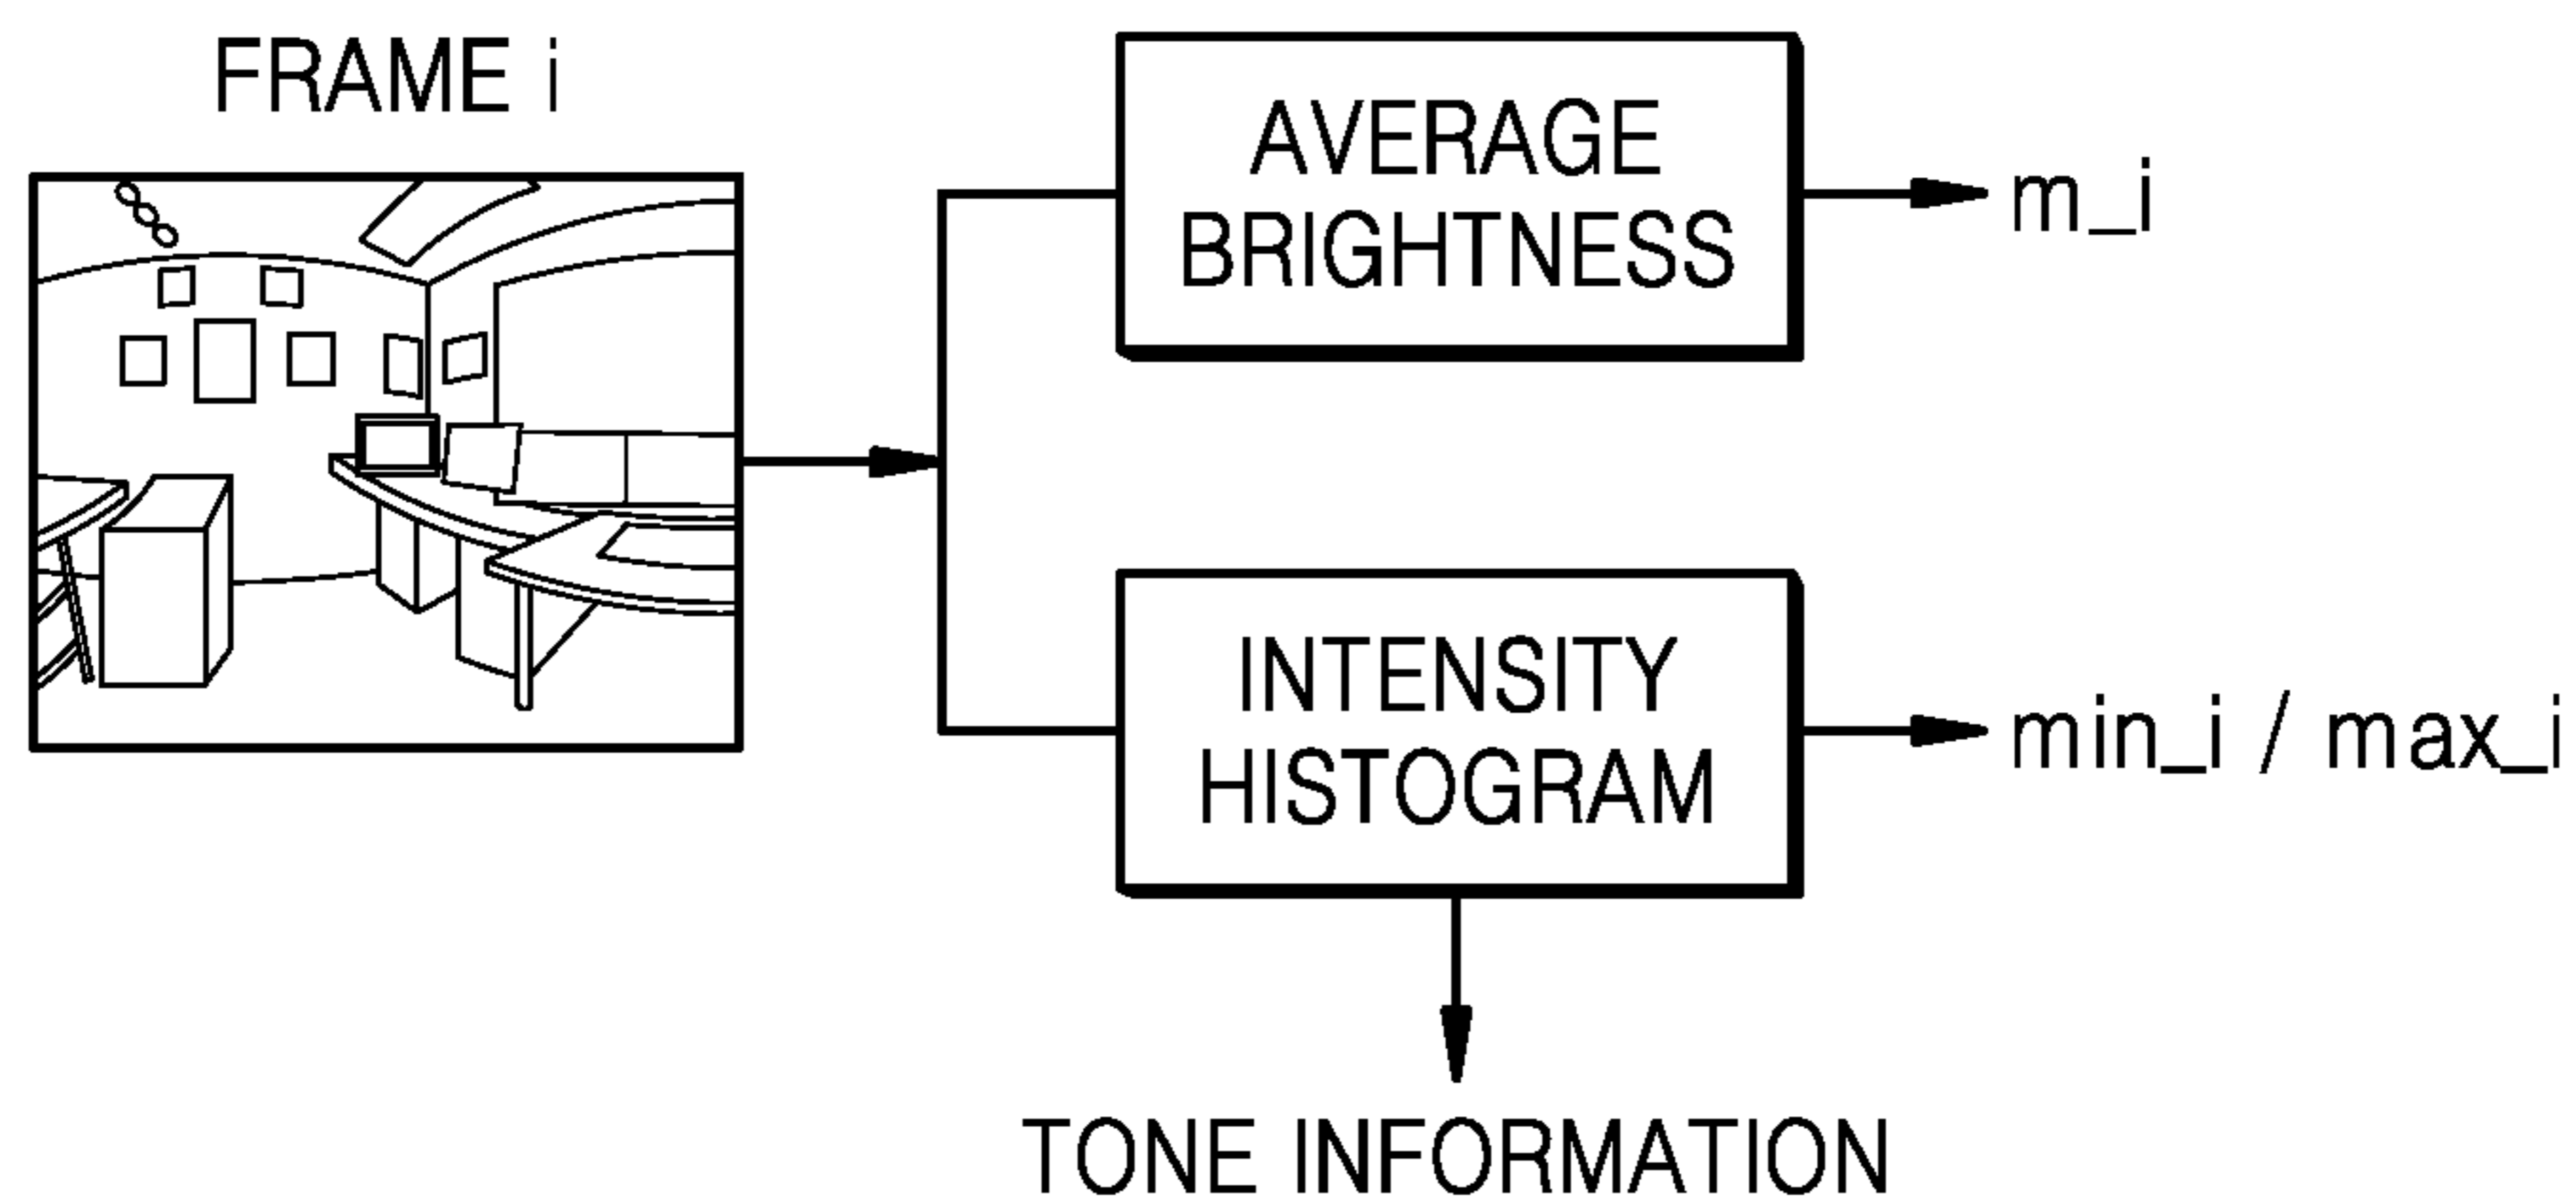 FRAME i
AVERAGE
BRIGHTNESS
m_i
INTENSITY
HISTOGRAM
min_i / max_i
TONE INFORMATION